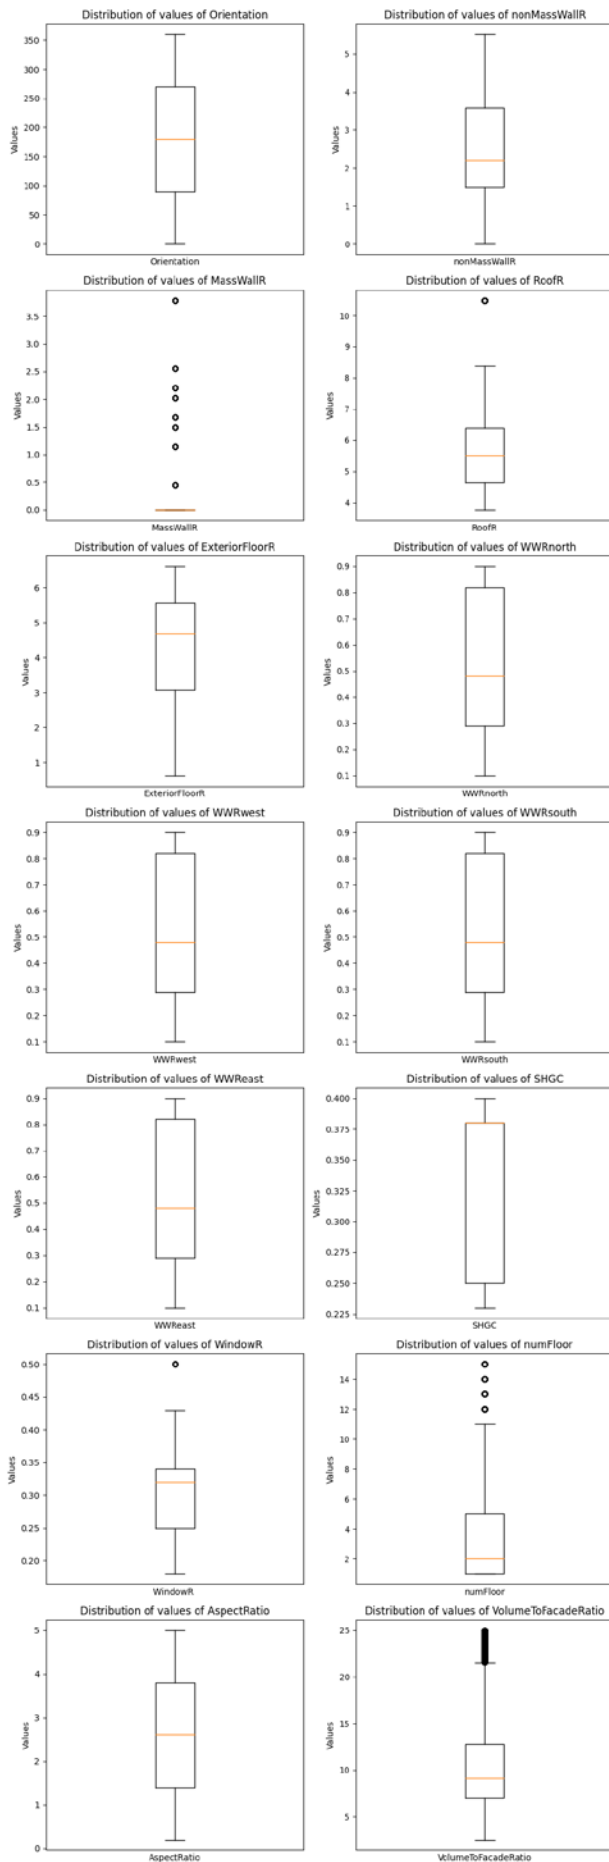 Distribution of values of Orientation
350
300
250
200
150
100
50
0
Values
Orientation
Distribution of values of nonMassWallR
5
4
3
2
1
0
Values
nonMassWallR
Distribution of values of MassWallR
3.5
3.0
2.5
2.0
1.5
1.0
0.5
0.0
Values
MassWallR
Distribution of values of RoofR
10
9
8
7
6
5
4
Values
RoofR
Distribution of values of ExteriorFloorR
6
5
4
3
2
1
Values
ExteriorFloorR
Distribution of values of WWRnorth
0.9
0.8
0.7
0.6
0.5
0.4
0.3
0.2
0.1
Values
WWRnorth
Distribution of values of WWRwest
0.9
0.8
0.7
0.6
0.5
0.4
0.3
0.2
0.1
Values
WWRwest
Distribution of values of WWRsouth
0.9
0.8
0.7
0.6
0.5
0.4
0.3
0.2
0.1
Values
WWRsouth
Distribution of values of WWReast
0.9
0.8
0.7
0.6
0.5
0.4
0.3
0.2
0.1
Values
WWReast
Distribution of values of SHGC
0.400
0.375
0.350
0.325
0.300
0.275
0.250
0.225
Values
SHGC
Distribution of values of WindowR
0.50
0.45
0.40
0.35
0.30
0.25
0.20
Values
WindowR
Distribution of values of numFloor
14
12
10
8
6
4
2
Values
numFloor
Distribution of values of AspectRatio
5
4
3
2
1
0
Values
AspectRatio
Distribution of values of VolumeToFacadeRatio
25
20
15
10
5
Values
VolumeToFacadeRatio